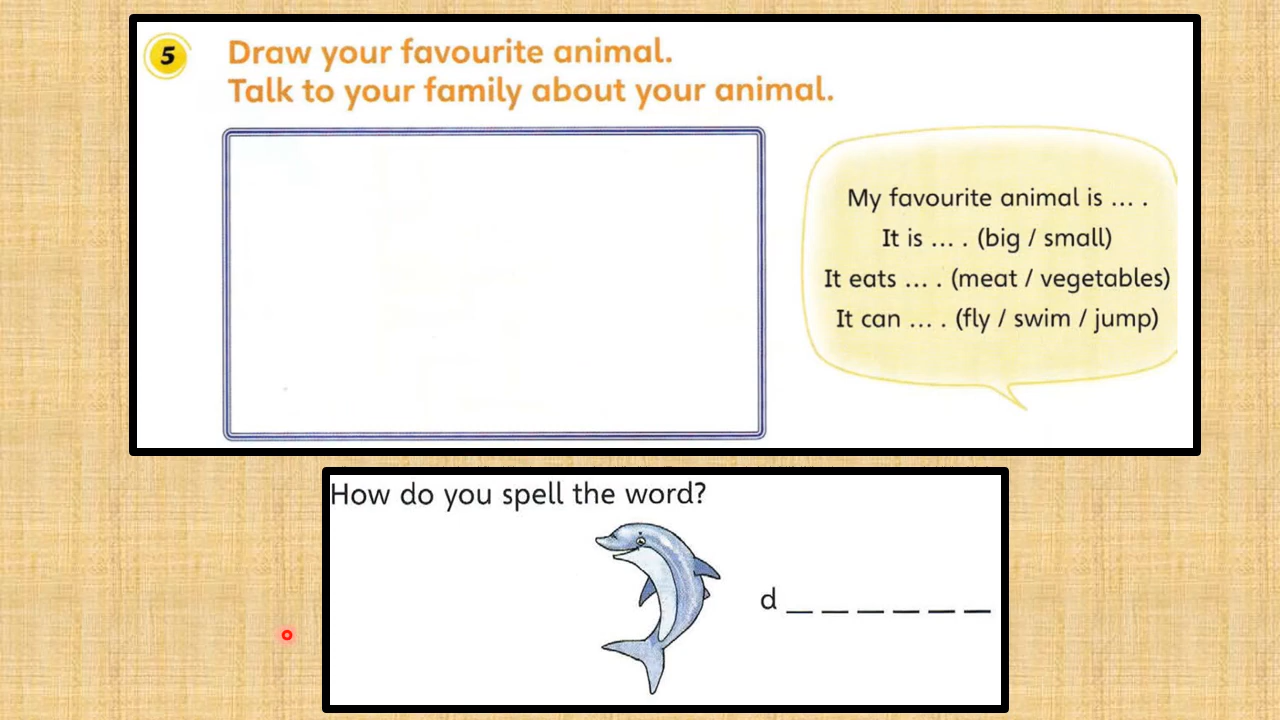 5
Draw your favourite animal.
Talk to your family about your animal.
My favourite animal is ... .
It is ... . (big / small)
It eats ... . (meat / vegetables)
It can ... . (fly / swim / jump)
How do you spell the word?
d _ _ _ _ _ _